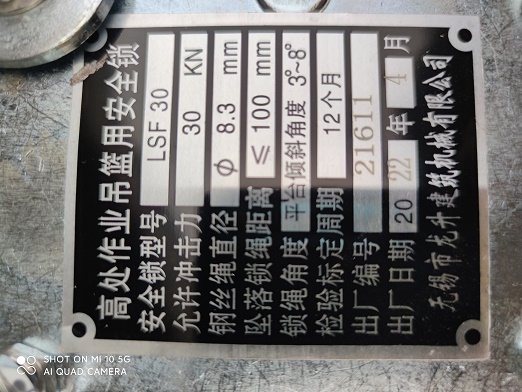 高处作业吊篮用安全锁
安全锁型号 LSF 30
允许冲击力 30 KN
钢丝绳直径 ф 8.3 mm
坠落锁绳距离 ≤ 100 mm
锁绳角度 平台倾斜角度 3°~8°
检验标定周期 12个月
出厂编号 21611
出厂日期 2022 年 4 月
无锡市龙升建筑机械有限公司
SHOT ON MI 10 5G
AI QUAD CAMERA